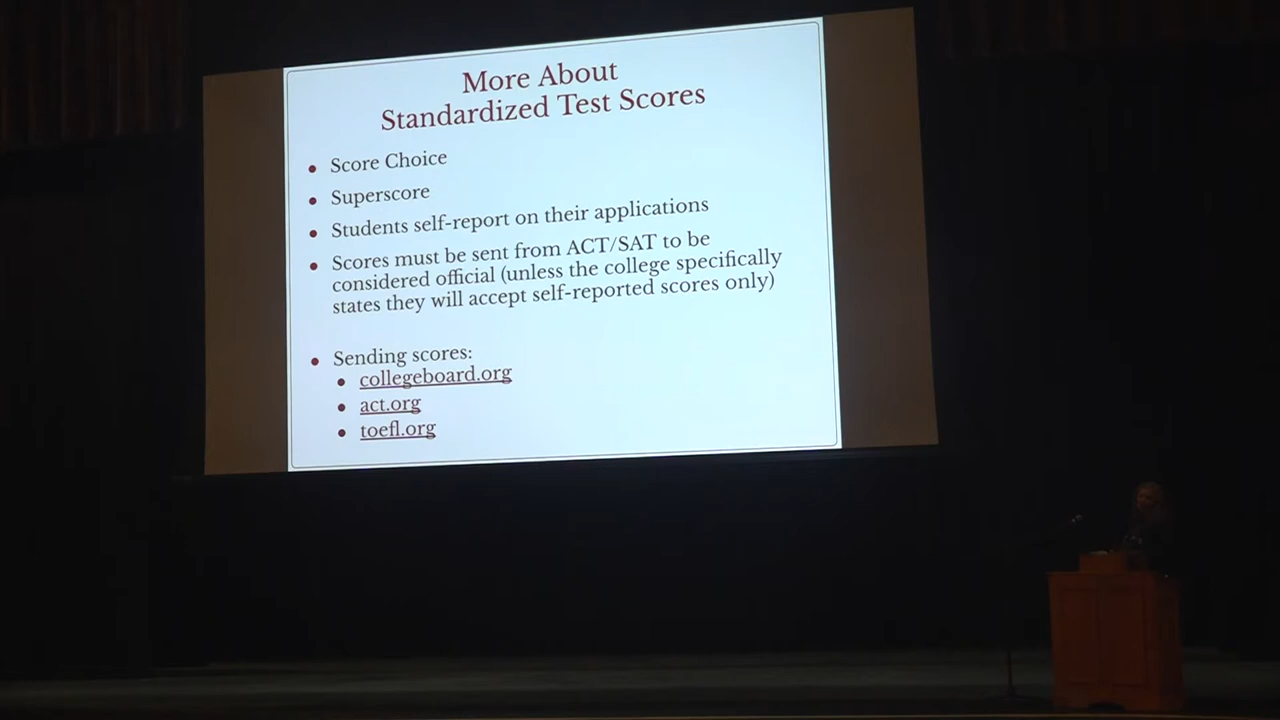 More About
Standardized Test Scores
• Score Choice
• Superscore
• Students self-report on their applications
• Scores must be sent from ACT/SAT to be
considered official (unless the college specifically
states they will accept self-reported scores only)
• Sending scores:
• collegeboard.org
• act.org
• toefl.org